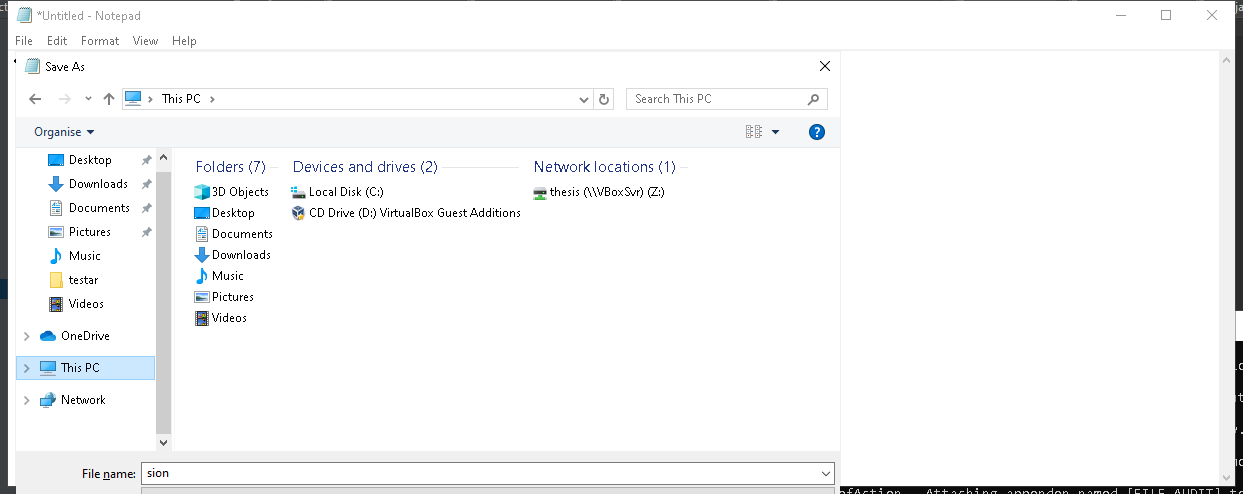 *Untitled - Notepad
File Edit Format View Help
Save As
This PC
Search This PC
Organise
Desktop
Downloads
Documents
Pictures
Music
testar
Videos
OneDrive
This PC
Network
Folders (7)
3D Objects
Desktop
Documents
Downloads
Music
Pictures
Videos
Devices and drives (2)
Local Disk (C:)
CD Drive (D:) VirtualBox Guest Additions
Network locations (1)
thesis (\\VBoxSvr) (Z:)
File name: sion
Attaching appender named [FILE_AUDIT] to